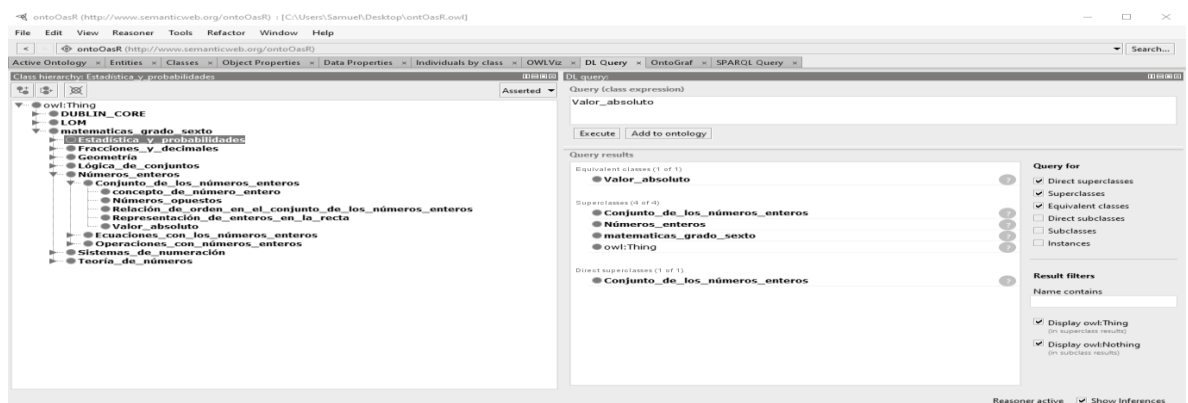 ontoOasR (http://www.semanticweb.org/ontoOasR) : [C:\Users\Samuel\Desktop\ontOasR.owl]
File Edit View Reasoner Tools Refactor Window Help
< > ontoOasR (http://www.semanticweb.org/ontoOasR) Search...
Active Ontology × Entities × Classes × Object Properties × Data Properties × Individuals by class × OWLViz × DL Query × OntoGraf × SPARQL Query ×
Class hierarchy: Estadística_y_probabilidades
Asserted
owl:Thing
DUBLIN_CORE
LOM
matematicas_grado_sexto
Estadística_y_probabilidades
Fracciones_y_decimales
Geometría
Lógica_de_conjuntos
Números_enteros
Conjunto_de_los_números_enteros
concepto_de_número_entero
Números_opuestos
Relación_de_orden_en_el_conjunto_de_los_números_enteros
Representación_de_enteros_en_la_recta
Valor_absoluto
Ecuaciones_con_los_números_enteros
Operaciones_con_números_enteros
Sistemas_de_numeración
Teoría_de_números
DL query:
Query (class expression)
Valor_absoluto
Execute Add to ontology
Query results
Equivalent classes (1 of 1)
Valor_absoluto ?
Superclasses (4 of 4)
Conjunto_de_los_números_enteros ?
Números_enteros ?
matematicas_grado_sexto ?
owl:Thing ?
Direct superclasses (1 of 1)
Conjunto_de_los_números_enteros ?
Query for
Direct superclasses
Superclasses
Equivalent classes
Direct subclasses
Subclasses
Instances
Result filters
Name contains
Display owl:Thing
(in superclass results)
Display owl:Nothing
(in subclass results)
Reasoner active Show Inferences